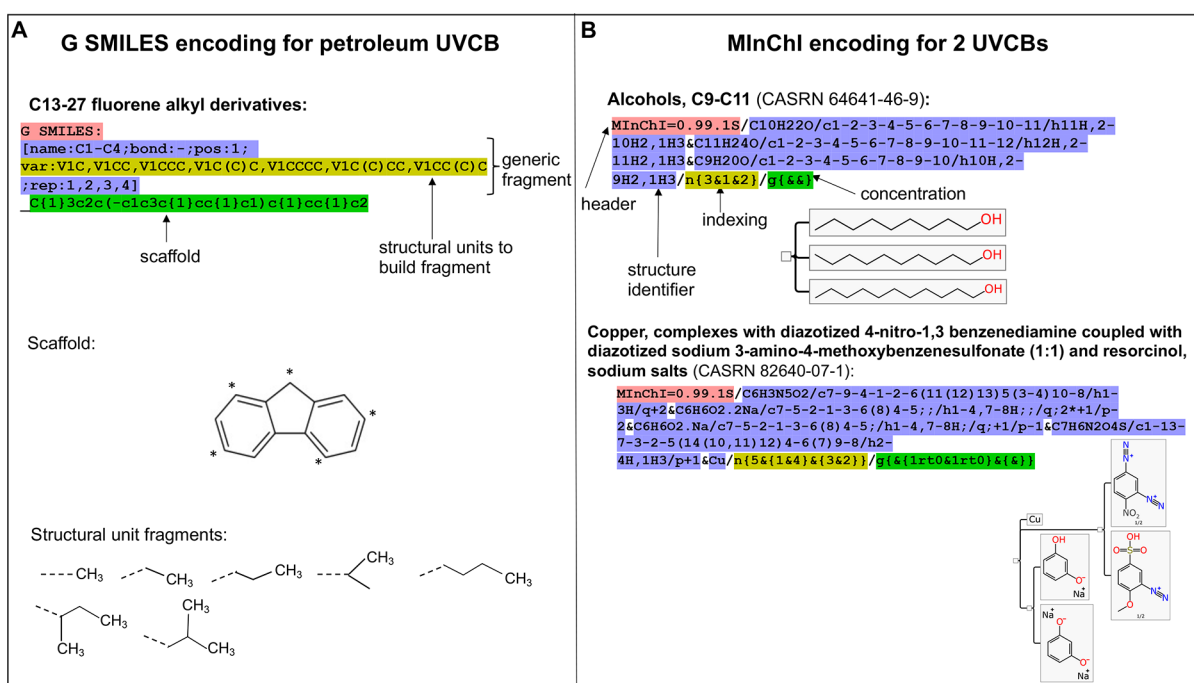 A
G SMILES encoding for petroleum UVCB
C13-27 fluorene alkyl derivatives:
G SMILES:
[name:C1-C4;bond:-;pos:1;
var:V1C,V1CC,V1CCC,V1C(C)C,V1CCCC,V1C(C)CC,V1CC(C)C
;rep:1,2,3,4]
C{1}3c2c(-c1c3c{1}cc{1}c1)c{1}cc{1}c2
generic
fragment
scaffold
structural units to
build fragment
Scaffold:
*
*
*
*
*
Structural unit fragments:
CH3
CH3
CH3
CH3
CH3
CH3
CH3
CH3
CH3
B
MInChI encoding for 2 UVCBs
Alcohols, C9-C11 (CASRN 64641-46-9):
MInChI=0.99.1S/C10H22O/c1-2-3-4-5-6-7-8-9-10-11/h11H,2-
10H2,1H3&C11H24O/c1-2-3-4-5-6-7-8-9-10-11-12/h12H,2-
11H2,1H3&C9H20O/c1-2-3-4-5-6-7-8-9-10/h10H,2-
9H2,1H3/n{3&1&2}/g{&&}
header
indexing
concentration
structure
identifier
OH
OH
OH
Copper, complexes with diazotized 4-nitro-1,3 benzenediamine coupled with
diazotized sodium 3-amino-4-methoxybenzenesulfonate (1:1) and resorcinol,
sodium salts (CASRN 82640-07-1):
MInChI=0.99.1S/C6H3N5O2/c7-9-4-1-2-6(11(12)13)5(3-4)10-8/h1-
3H/q+2&C6H6O2.2Na/c7-5-2-1-3-6(8)4-5;;/h1-4,7-8H;;/q;2*+1/p-
2&C6H6O2.Na/c7-5-2-1-3-6(8)4-5;/h1-4,7-8H;/q;+1/p-1&C7H6N2O4S/c1-13-
7-3-2-5(14(10,11)12)4-6(7)9-8/h2-
4H,1H3/p+1&Cu/n{5&{1&4}&{3&2}}/g{&{1rt0&1rt0}&{&}}
N
N+
N+
N
NO2
1/2
Cu
OH
O-
Na+
OH
O S O
N+
N
O
1/2
Na+
O-
O-
Na+